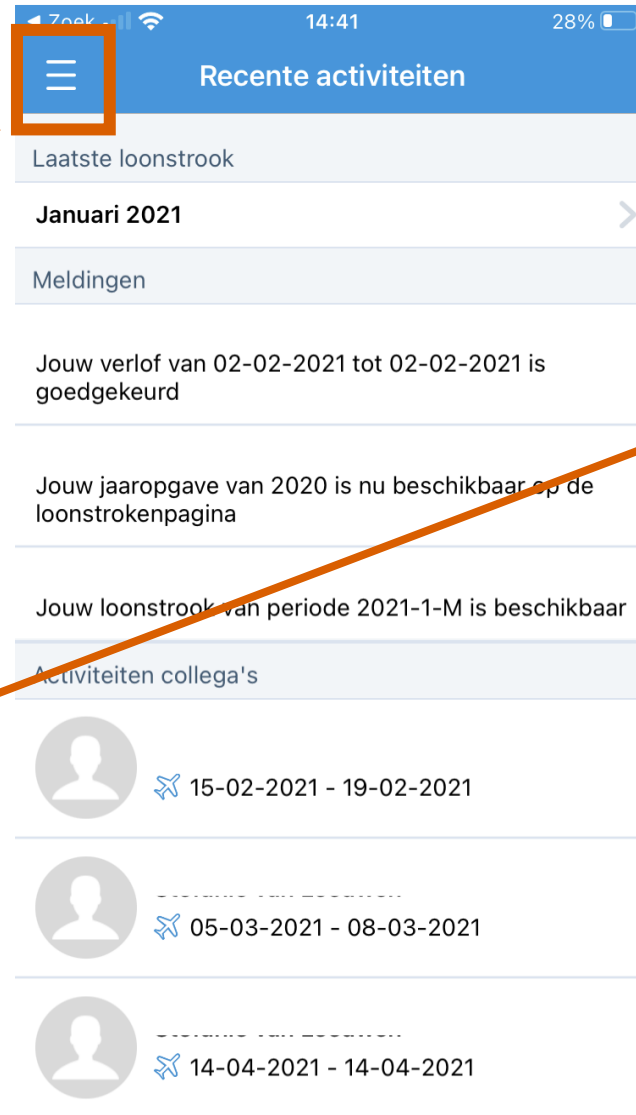 ◀ Zoek 14:41 28%
Recente activiteiten
Laatste loonstrook
Januari 2021
Meldingen
Jouw verlof van 02-02-2021 tot 02-02-2021 is
goedgekeurd
Jouw jaaropgave van 2020 is nu beschikbaar op de
loonstrokenpagina
Jouw loonstrook van periode 2021-1-M is beschikbaar
Activiteiten collega's
15-02-2021 - 19-02-2021
05-03-2021 - 08-03-2021
14-04-2021 - 14-04-2021